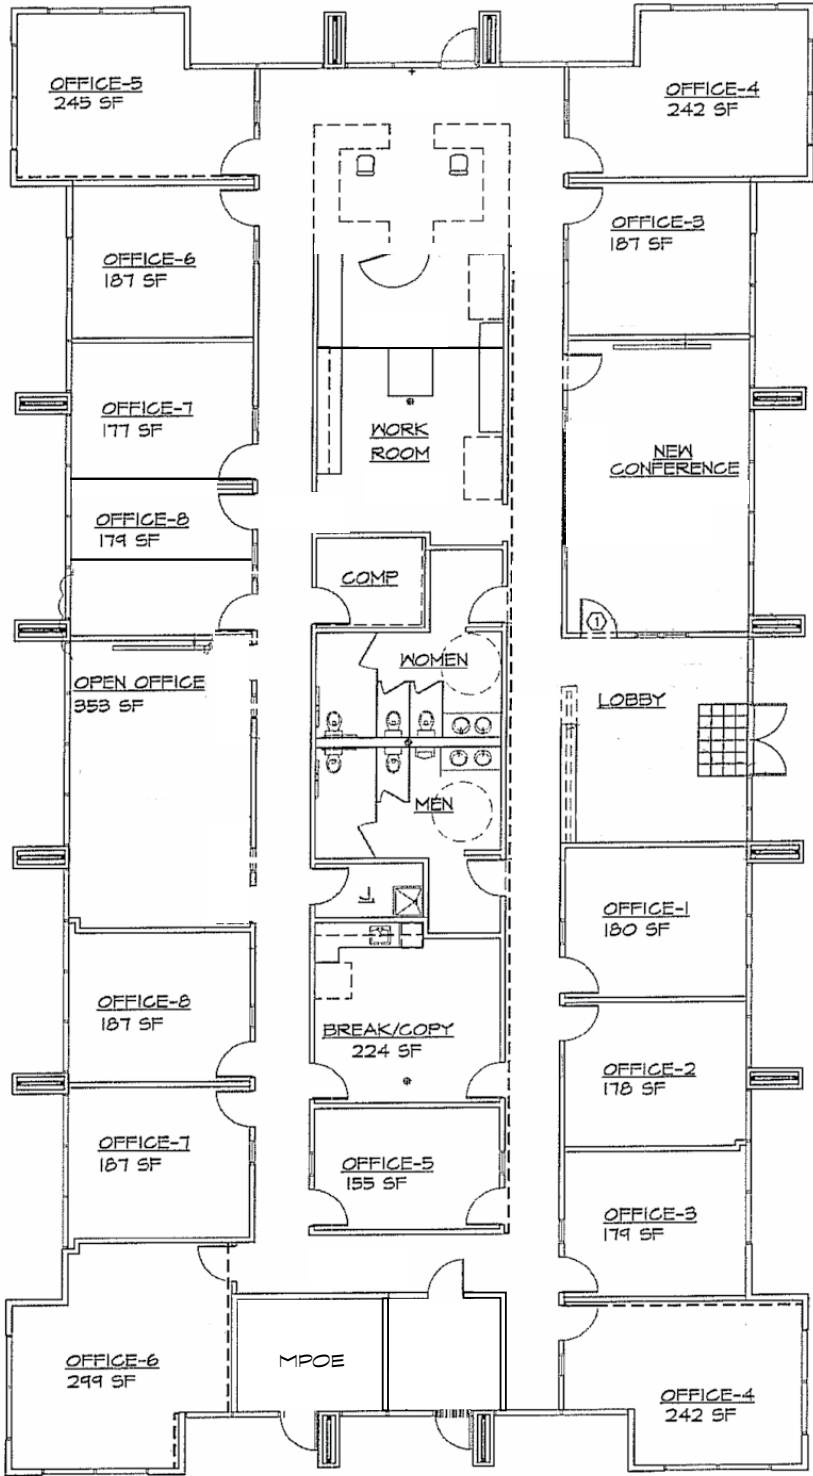 OFFICE-5
245 SF
OFFICE-4
242 SF
OFFICE-6
187 SF
OFFICE-3
187 SF
OFFICE-7
177 SF
WORK
ROOM
NEW
CONFERENCE
OFFICE-8
179 SF
COMP
1
WOMEN
OPEN OFFICE
353 SF
LOBBY
MEN
J
OFFICE-1
180 SF
OFFICE-8
187 SF
BREAK/COPY
224 SF
OFFICE-2
178 SF
OFFICE-7
187 SF
OFFICE-5
155 SF
OFFICE-3
179 SF
OFFICE-6
299 SF
MPOE
OFFICE-4
242 SF